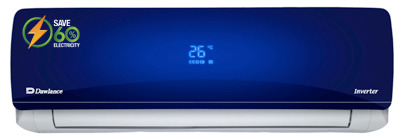 SAVE
60%
ELECTRICITY
26 °C
Dawlance
Inverter